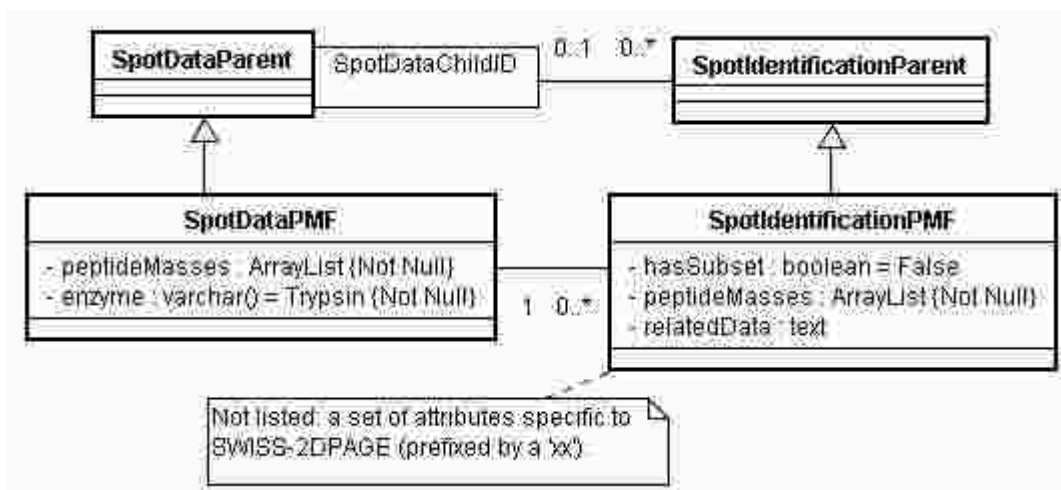 SpotDataParent
SpotDataChildID
0..1 0..*
SpotIdentificationParent
SpotDataPMF
- peptideMasses : ArrayList {Not Null}
- enzyme : varchar() = Trypsin {Not Null}
1 0..*
SpotIdentificationPMF
- hasSubset : boolean = False
- peptideMasses : ArrayList {Not Null}
- relatedData : text
Not listed: a set of attributes specific to
SWISS-2DPAGE (prefixed by a 'xx')